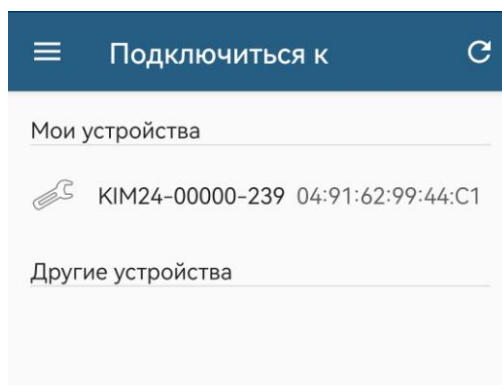 Подключиться к
Мои устройства
KIM24-00000-239 04:91:62:99:44:C1
Другие устройства